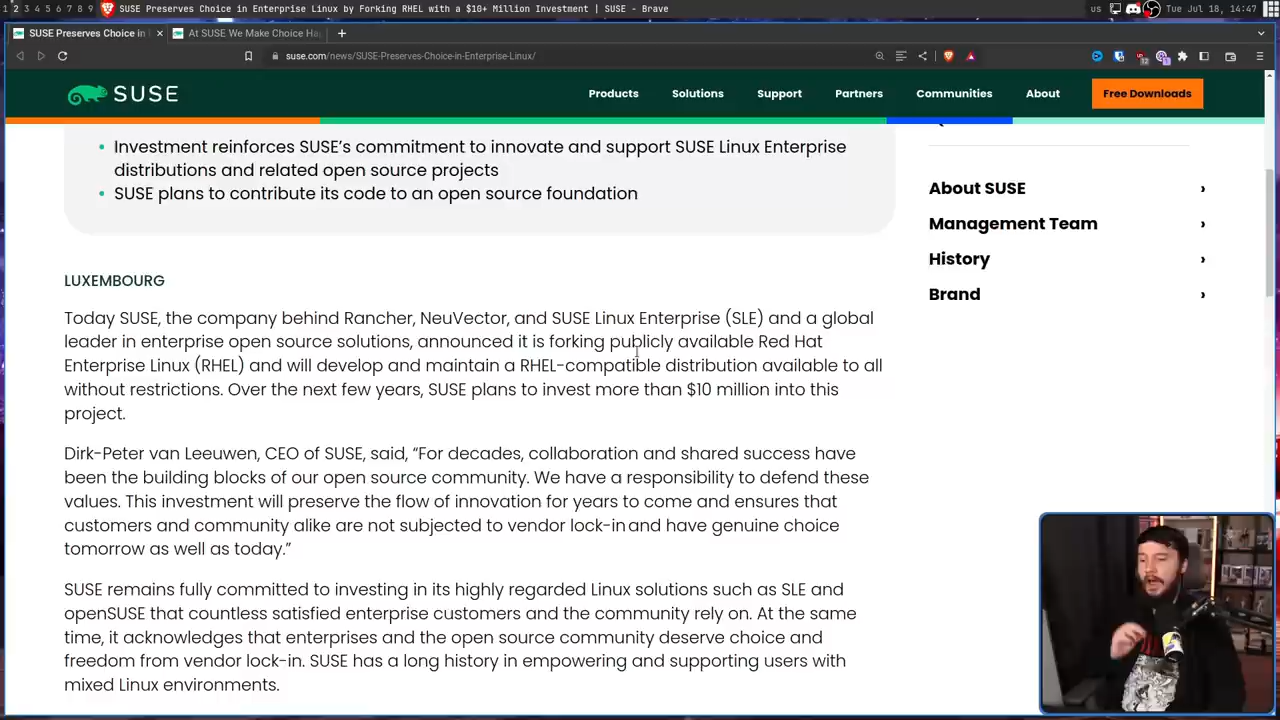 1 2 3 4 5 6 7 8 9
SUSE Preserves Choice in Enterprise Linux by Forking RHEL with a $10+ Million Investment | SUSE - Brave
us
Tue Jul 18, 14:47
SUSE Preserves Choice in
At SUSE We Make Choice Ha
suse.com/news/SUSE-Preserves-Choice-in-Enterprise-Linux/
SUSE
Products
Solutions
Support
Partners
Communities
About
Free Downloads
• Investment reinforces SUSE’s commitment to innovate and support SUSE Linux Enterprise
distributions and related open source projects
• SUSE plans to contribute its code to an open source foundation
LUXEMBOURG
Today SUSE, the company behind Rancher, NeuVector, and SUSE Linux Enterprise (SLE) and a global
leader in enterprise open source solutions, announced it is forking publicly available Red Hat
Enterprise Linux (RHEL) and will develop and maintain a RHEL-compatible distribution available to all
without restrictions. Over the next few years, SUSE plans to invest more than $10 million into this
project.
Dirk-Peter van Leeuwen, CEO of SUSE, said, “For decades, collaboration and shared success have
been the building blocks of our open source community. We have a responsibility to defend these
values. This investment will preserve the flow of innovation for years to come and ensures that
customers and community alike are not subjected to vendor lock-in and have genuine choice
tomorrow as well as today.”
SUSE remains fully committed to investing in its highly regarded Linux solutions such as SLE and
openSUSE that countless satisfied enterprise customers and the community rely on. At the same
time, it acknowledges that enterprises and the open source community deserve choice and
freedom from vendor lock-in. SUSE has a long history in empowering and supporting users with
mixed Linux environments.
About SUSE
Management Team
History
Brand